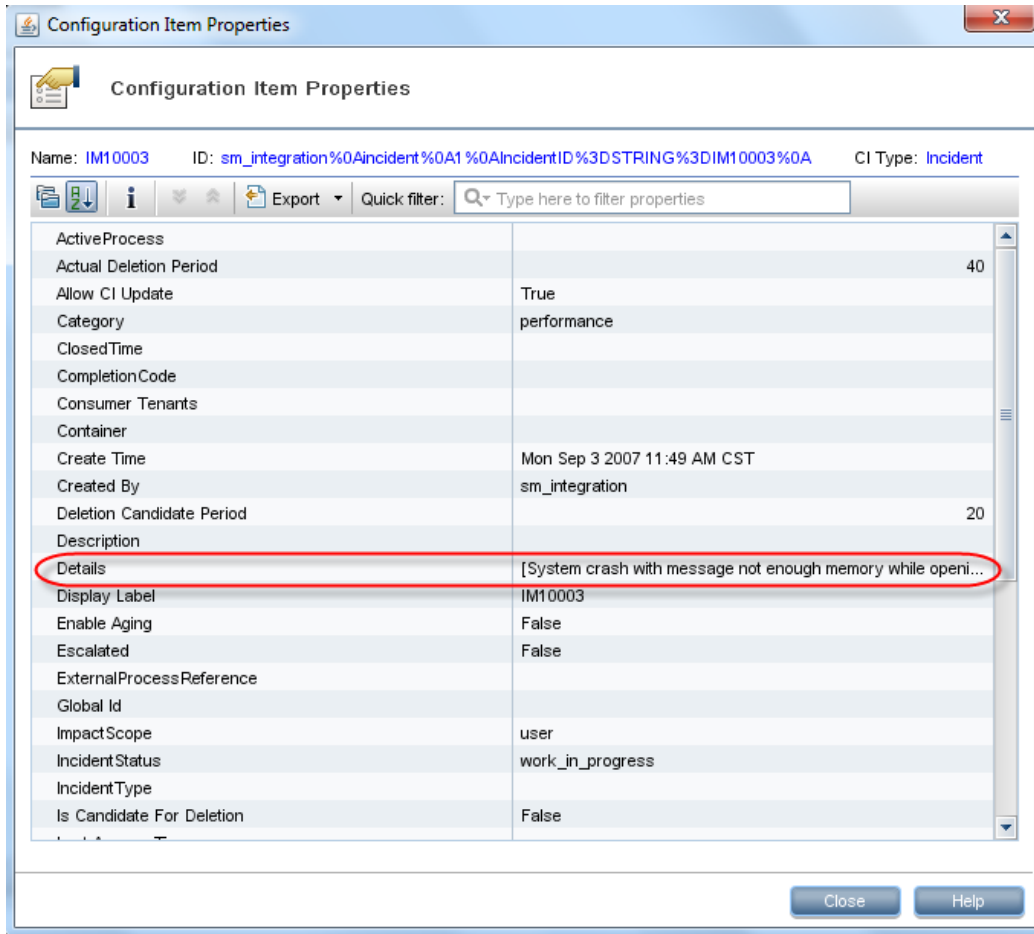 Configuration Item Properties
Configuration Item Properties
Name: IM10003 ID: sm_integration%0Aincident%0A1%0AIncidentID%3DSTRING%3DIM10003%0A CI Type: Incident
Export Quick filter: Type here to filter properties
ActiveProcess
Actual Deletion Period 40
Allow CI Update True
Category performance
ClosedTime
CompletionCode
Consumer Tenants
Container
Create Time Mon Sep 3 2007 11:49 AM CST
Created By sm_integration
Deletion Candidate Period 20
Description
Details [System crash with message not enough memory while openi...
Display Label IM10003
Enable Aging False
Escalated False
ExternalProcessReference
Global Id
ImpactScope user
IncidentStatus work_in_progress
IncidentType
Is Candidate For Deletion False
Close Help